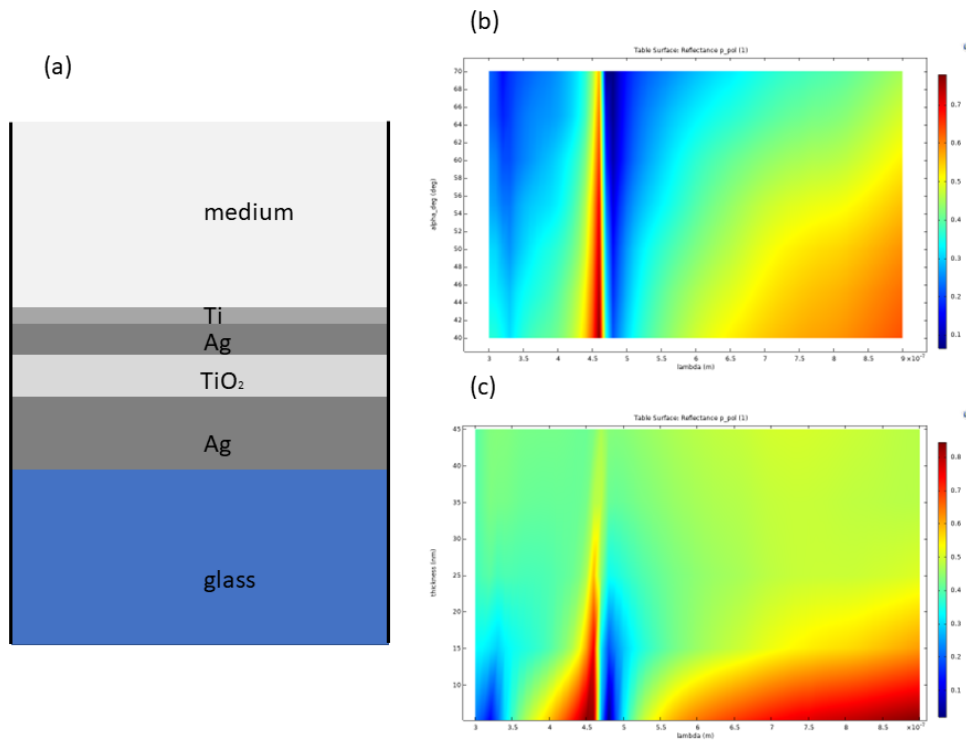 (a)
medium
Ti
Ag
TiO₂
Ag
glass
(b)
Table Surface: Reflectance p_pol (1)
alpha_deg (deg)
70
68
66
64
62
60
58
56
54
52
50
48
46
44
42
40
3 3.5 4 4.5 5 5.5 6 6.5 7 7.5 8 8.5 9
lambda (m)
0.7
0.6
0.5
0.4
0.3
0.2
0.1
(c)
Table Surface: Reflectance p_pol (1)
thickness (nm)
45
40
35
30
25
20
15
10
3 3.5 4 4.5 5 5.5 6 6.5 7 7.5 8 8.5 9
lambda (m)
0.8
0.7
0.6
0.5
0.4
0.3
0.2
0.1